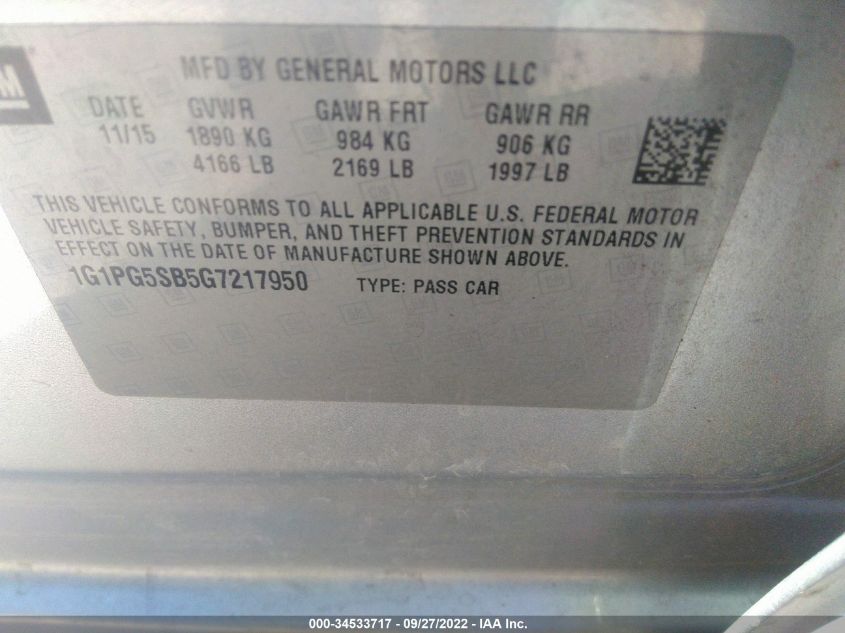 GM
MFD BY GENERAL MOTORS LLC
DATE GVWR GAWR FRT GAWR RR
11/15 1890 KG 984 KG 906 KG
4166 LB 2169 LB 1997 LB
THIS VEHICLE CONFORMS TO ALL APPLICABLE U.S. FEDERAL MOTOR
VEHICLE SAFETY, BUMPER, AND THEFT PREVENTION STANDARDS IN
EFFECT ON THE DATE OF MANUFACTURE SHOWN ABOVE.
1G1PG5SB5G7217950 TYPE: PASS CAR
000-34533717 - 09/27/2022 - IAA Inc.